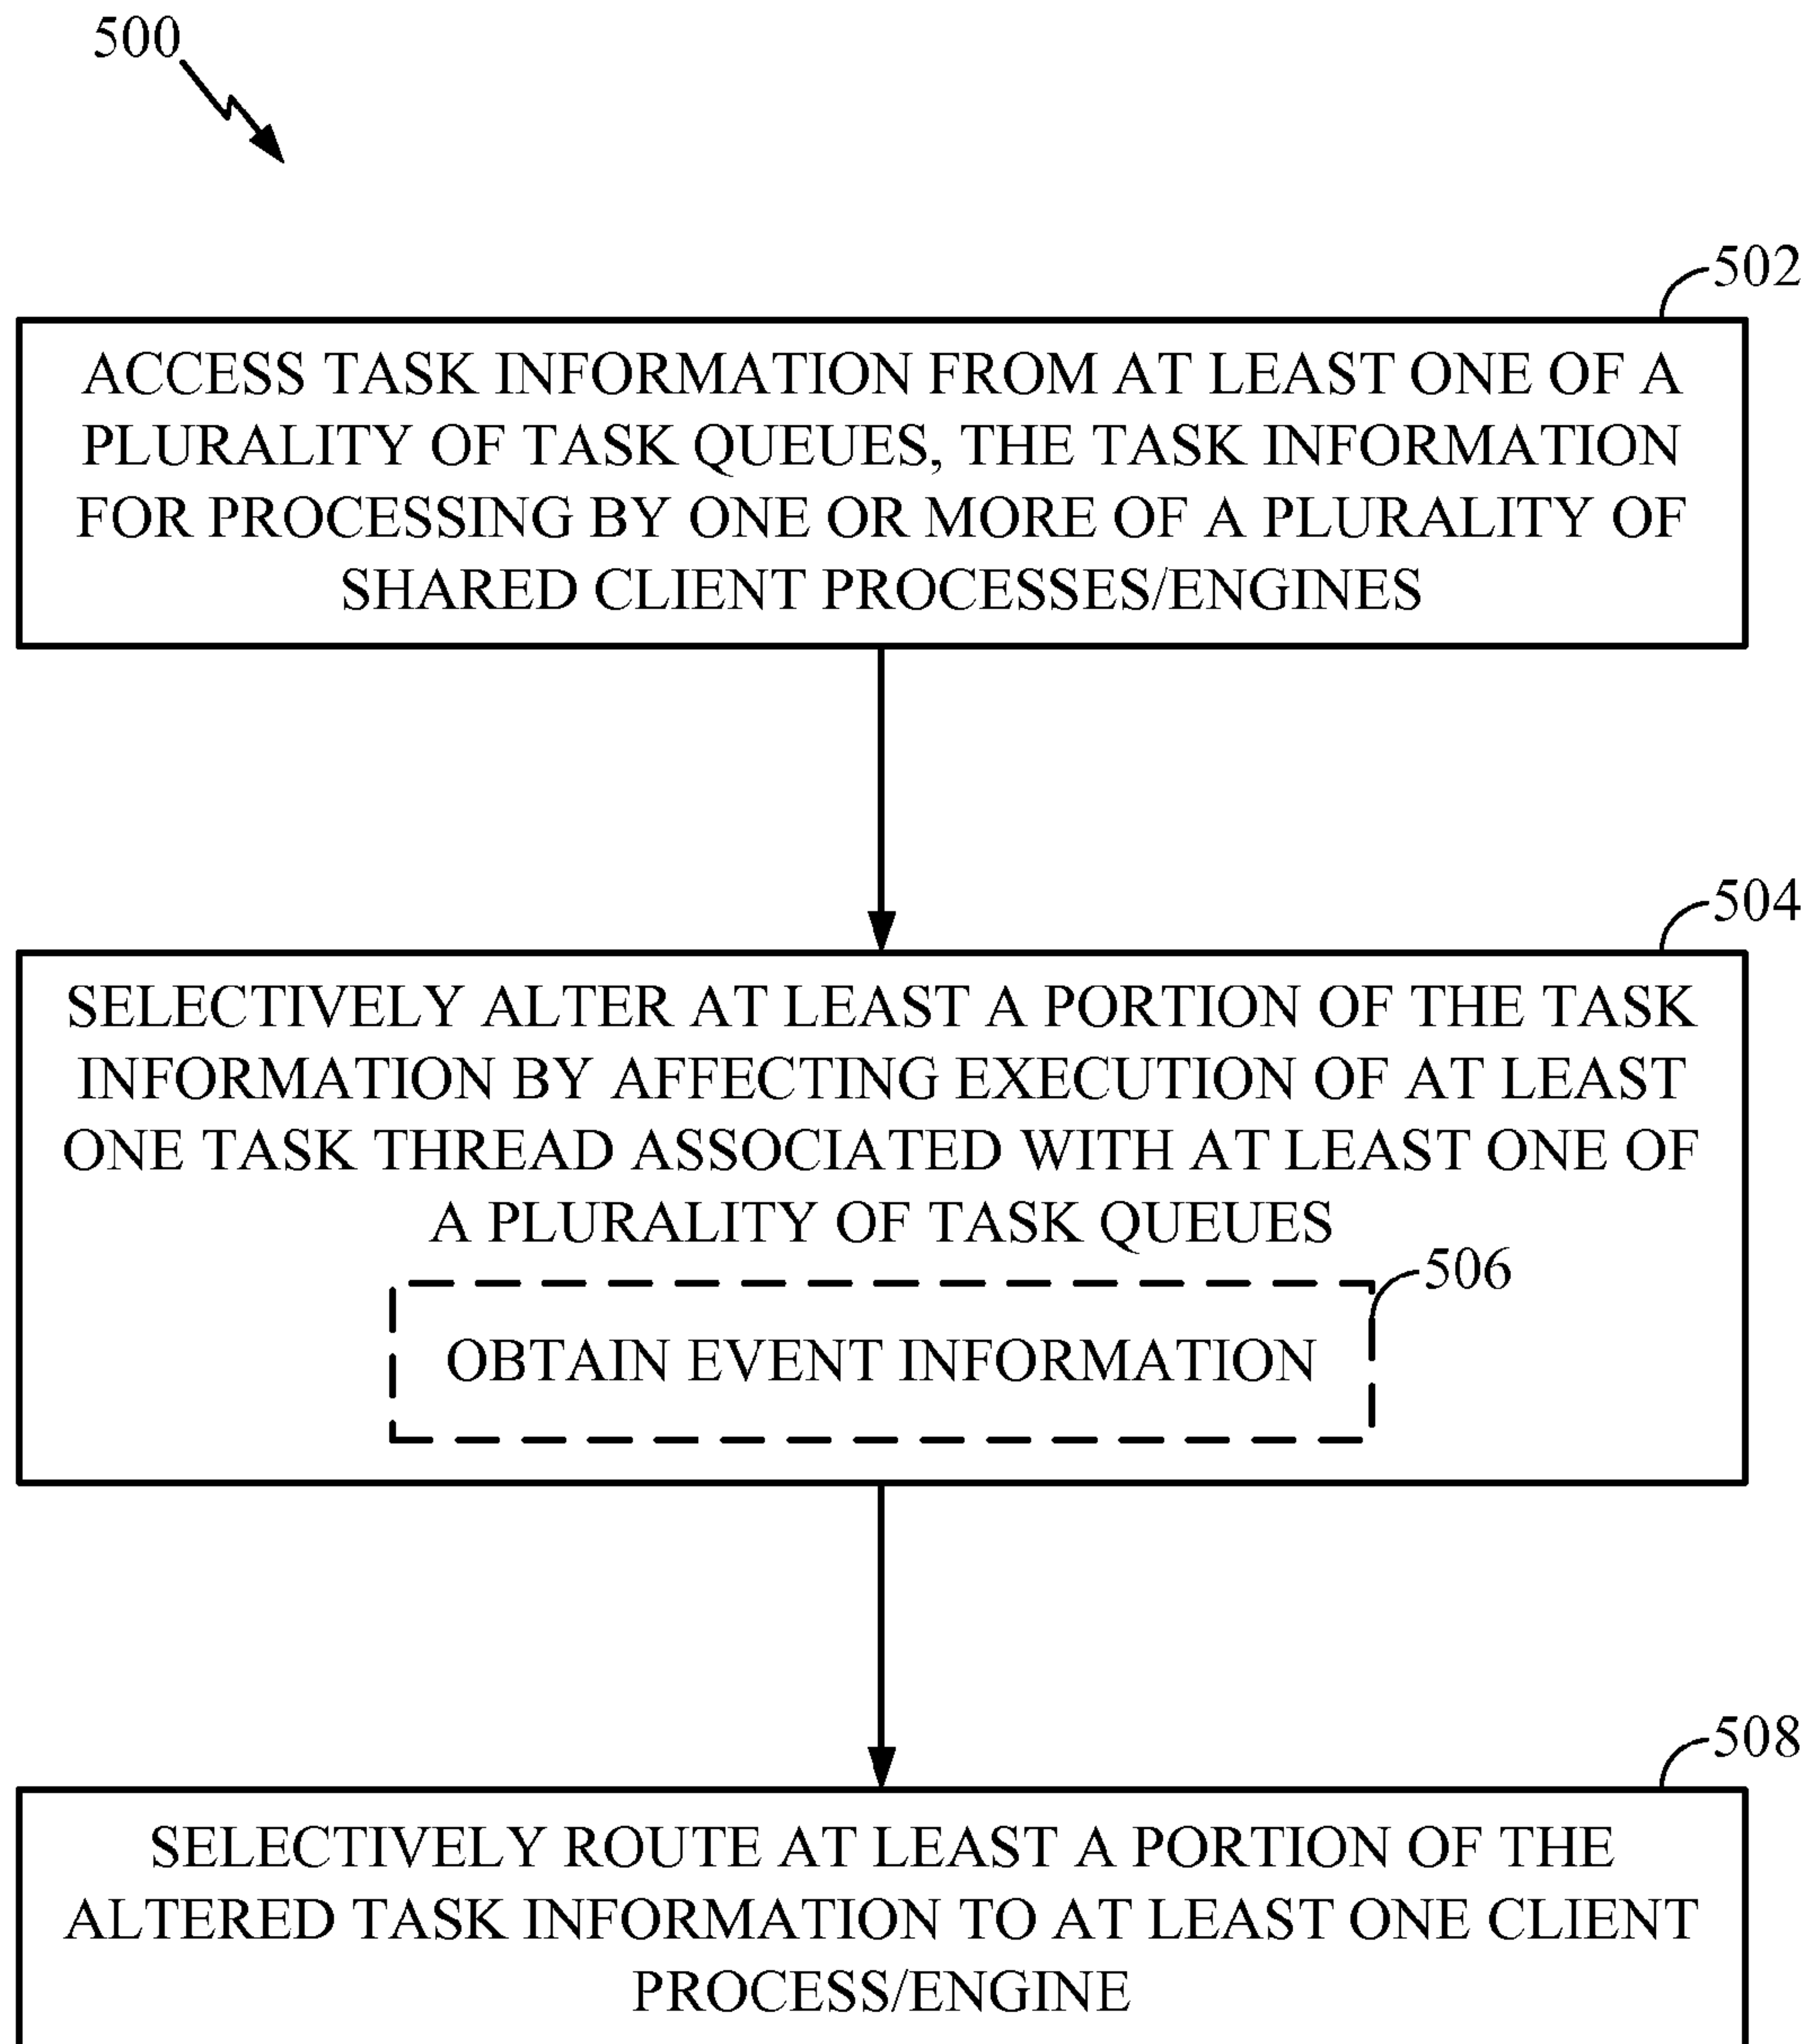 500
502
ACCESS TASK INFORMATION FROM AT LEAST ONE OF A
PLURALITY OF TASK QUEUES, THE TASK INFORMATION
FOR PROCESSING BY ONE OR MORE OF A PLURALITY OF
SHARED CLIENT PROCESSES/ENGINES
504
SELECTIVELY ALTER AT LEAST A PORTION OF THE TASK
INFORMATION BY AFFECTING EXECUTION OF AT LEAST
ONE TASK THREAD ASSOCIATED WITH AT LEAST ONE OF
A PLURALITY OF TASK QUEUES
506
OBTAIN EVENT INFORMATION
508
SELECTIVELY ROUTE AT LEAST A PORTION OF THE
ALTERED TASK INFORMATION TO AT LEAST ONE CLIENT
PROCESS/ENGINE